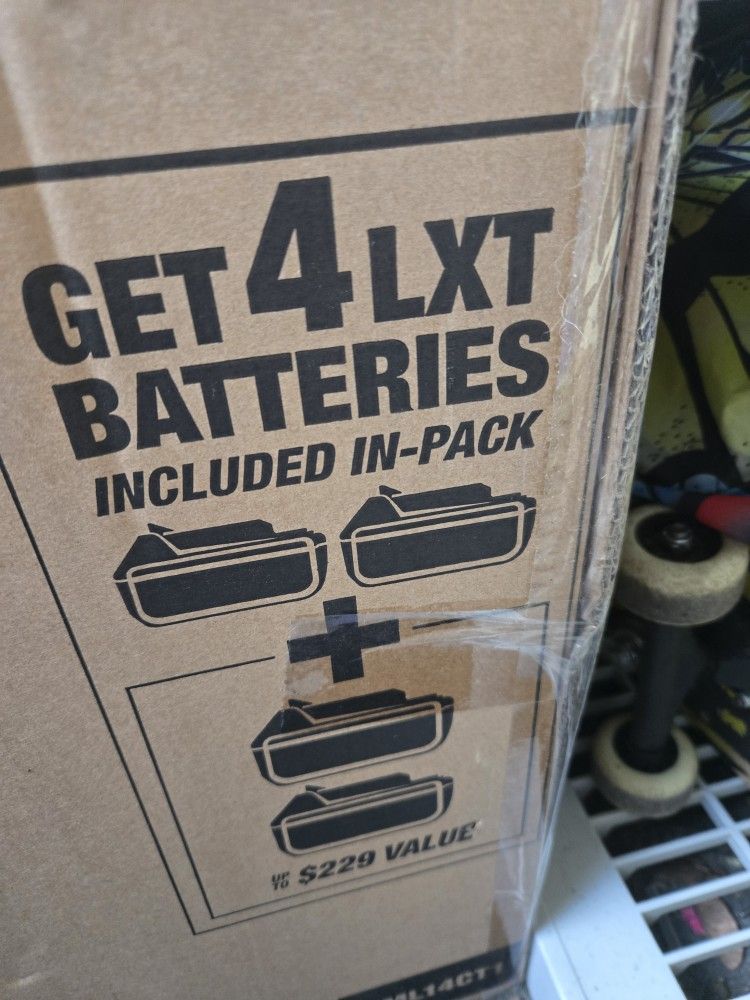 GET 4 LXT
BATTERIES
INCLUDED IN-PACK
+
UP TO $229 VALUE*